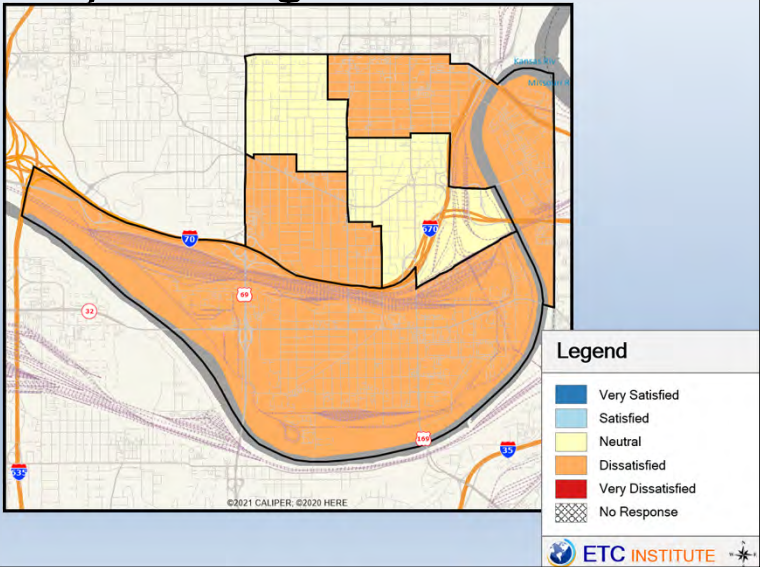 Kansas Riv
70
670
69
32
169
635
35
©2021 CALIPER; ©2020 HERE
Legend
Very Satisfied
Satisfied
Neutral
Dissatisfied
Very Dissatisfied
No Response
ETC INSTITUTE